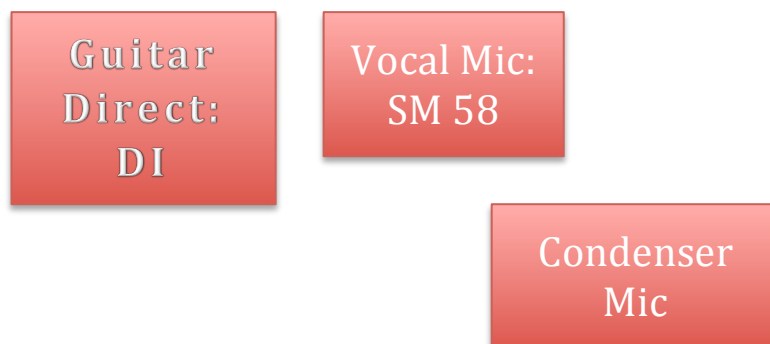 Guitar
Direct:
DI
Vocal Mic:
SM 58
Condenser
Mic